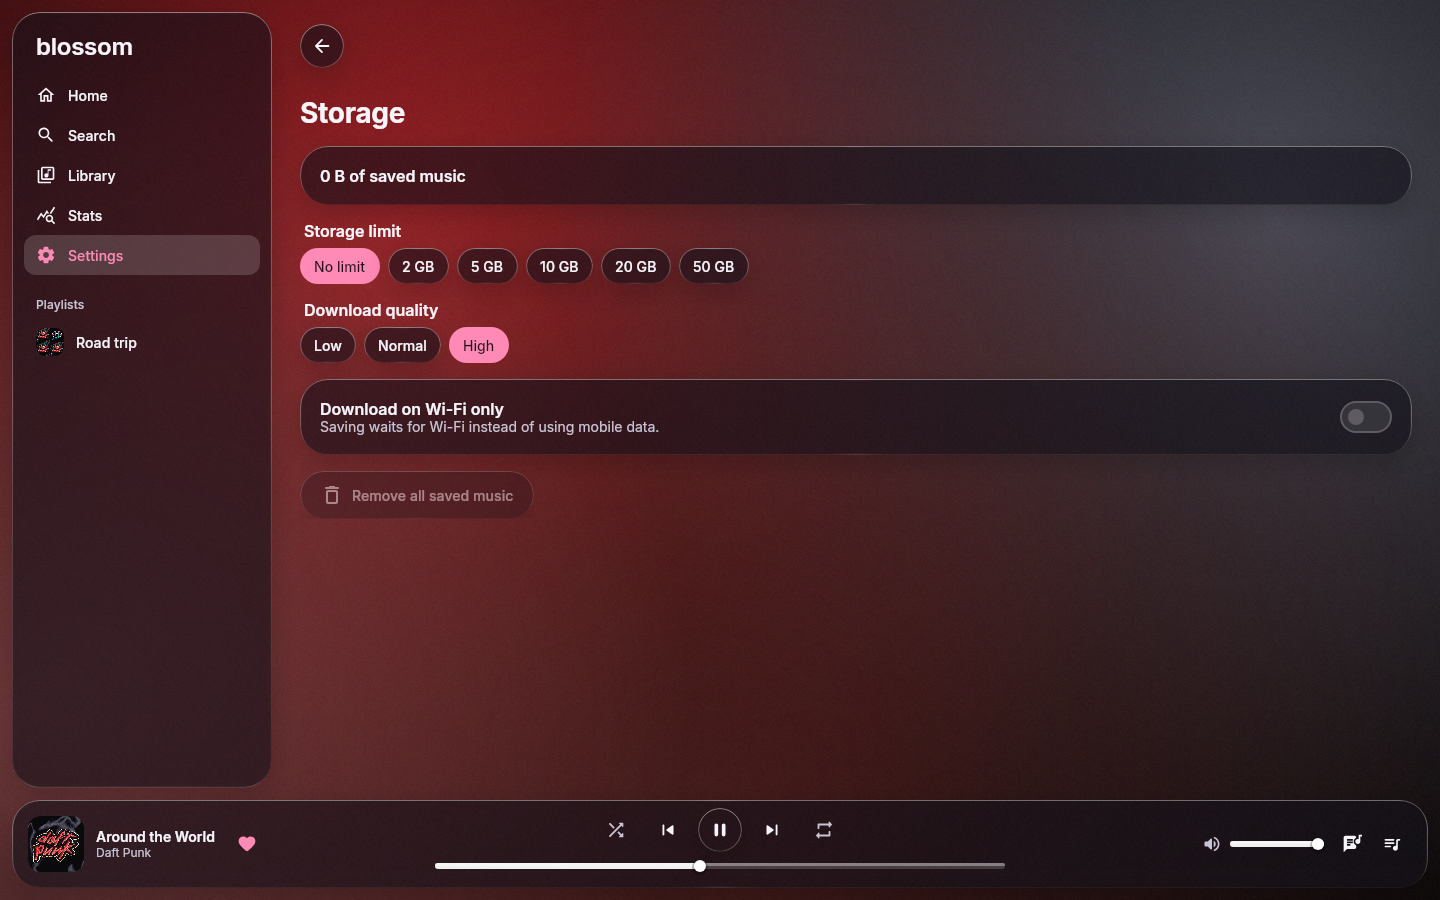 blossom
Home
Search
Library
Stats
Settings
Playlists
Road trip
Storage
0 B of saved music
Storage limit
No limit
2 GB
5 GB
10 GB
20 GB
50 GB
Download quality
Low
Normal
High
Download on Wi-Fi only
Saving waits for Wi-Fi instead of using mobile data.
Remove all saved music
daft punk
Around the World
Daft Punk